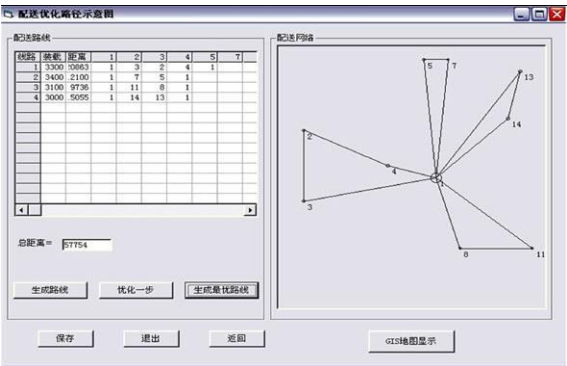 配送优化路径示意图
配送路线
线路 装载 距离 1 2 3 4 5 7
1 3300 :0863 1 3 2 4 1
2 3400 .2100 1 7 5 1
3 3100 9736 1 11 8 1
4 3000 .5055 1 14 13 1
总距离= 57754
生成路线 优化一步 生成最优路线
保存 退出 返回
配送网络
5 7
13
14
2
4
1
3
8
11
GIS地图显示